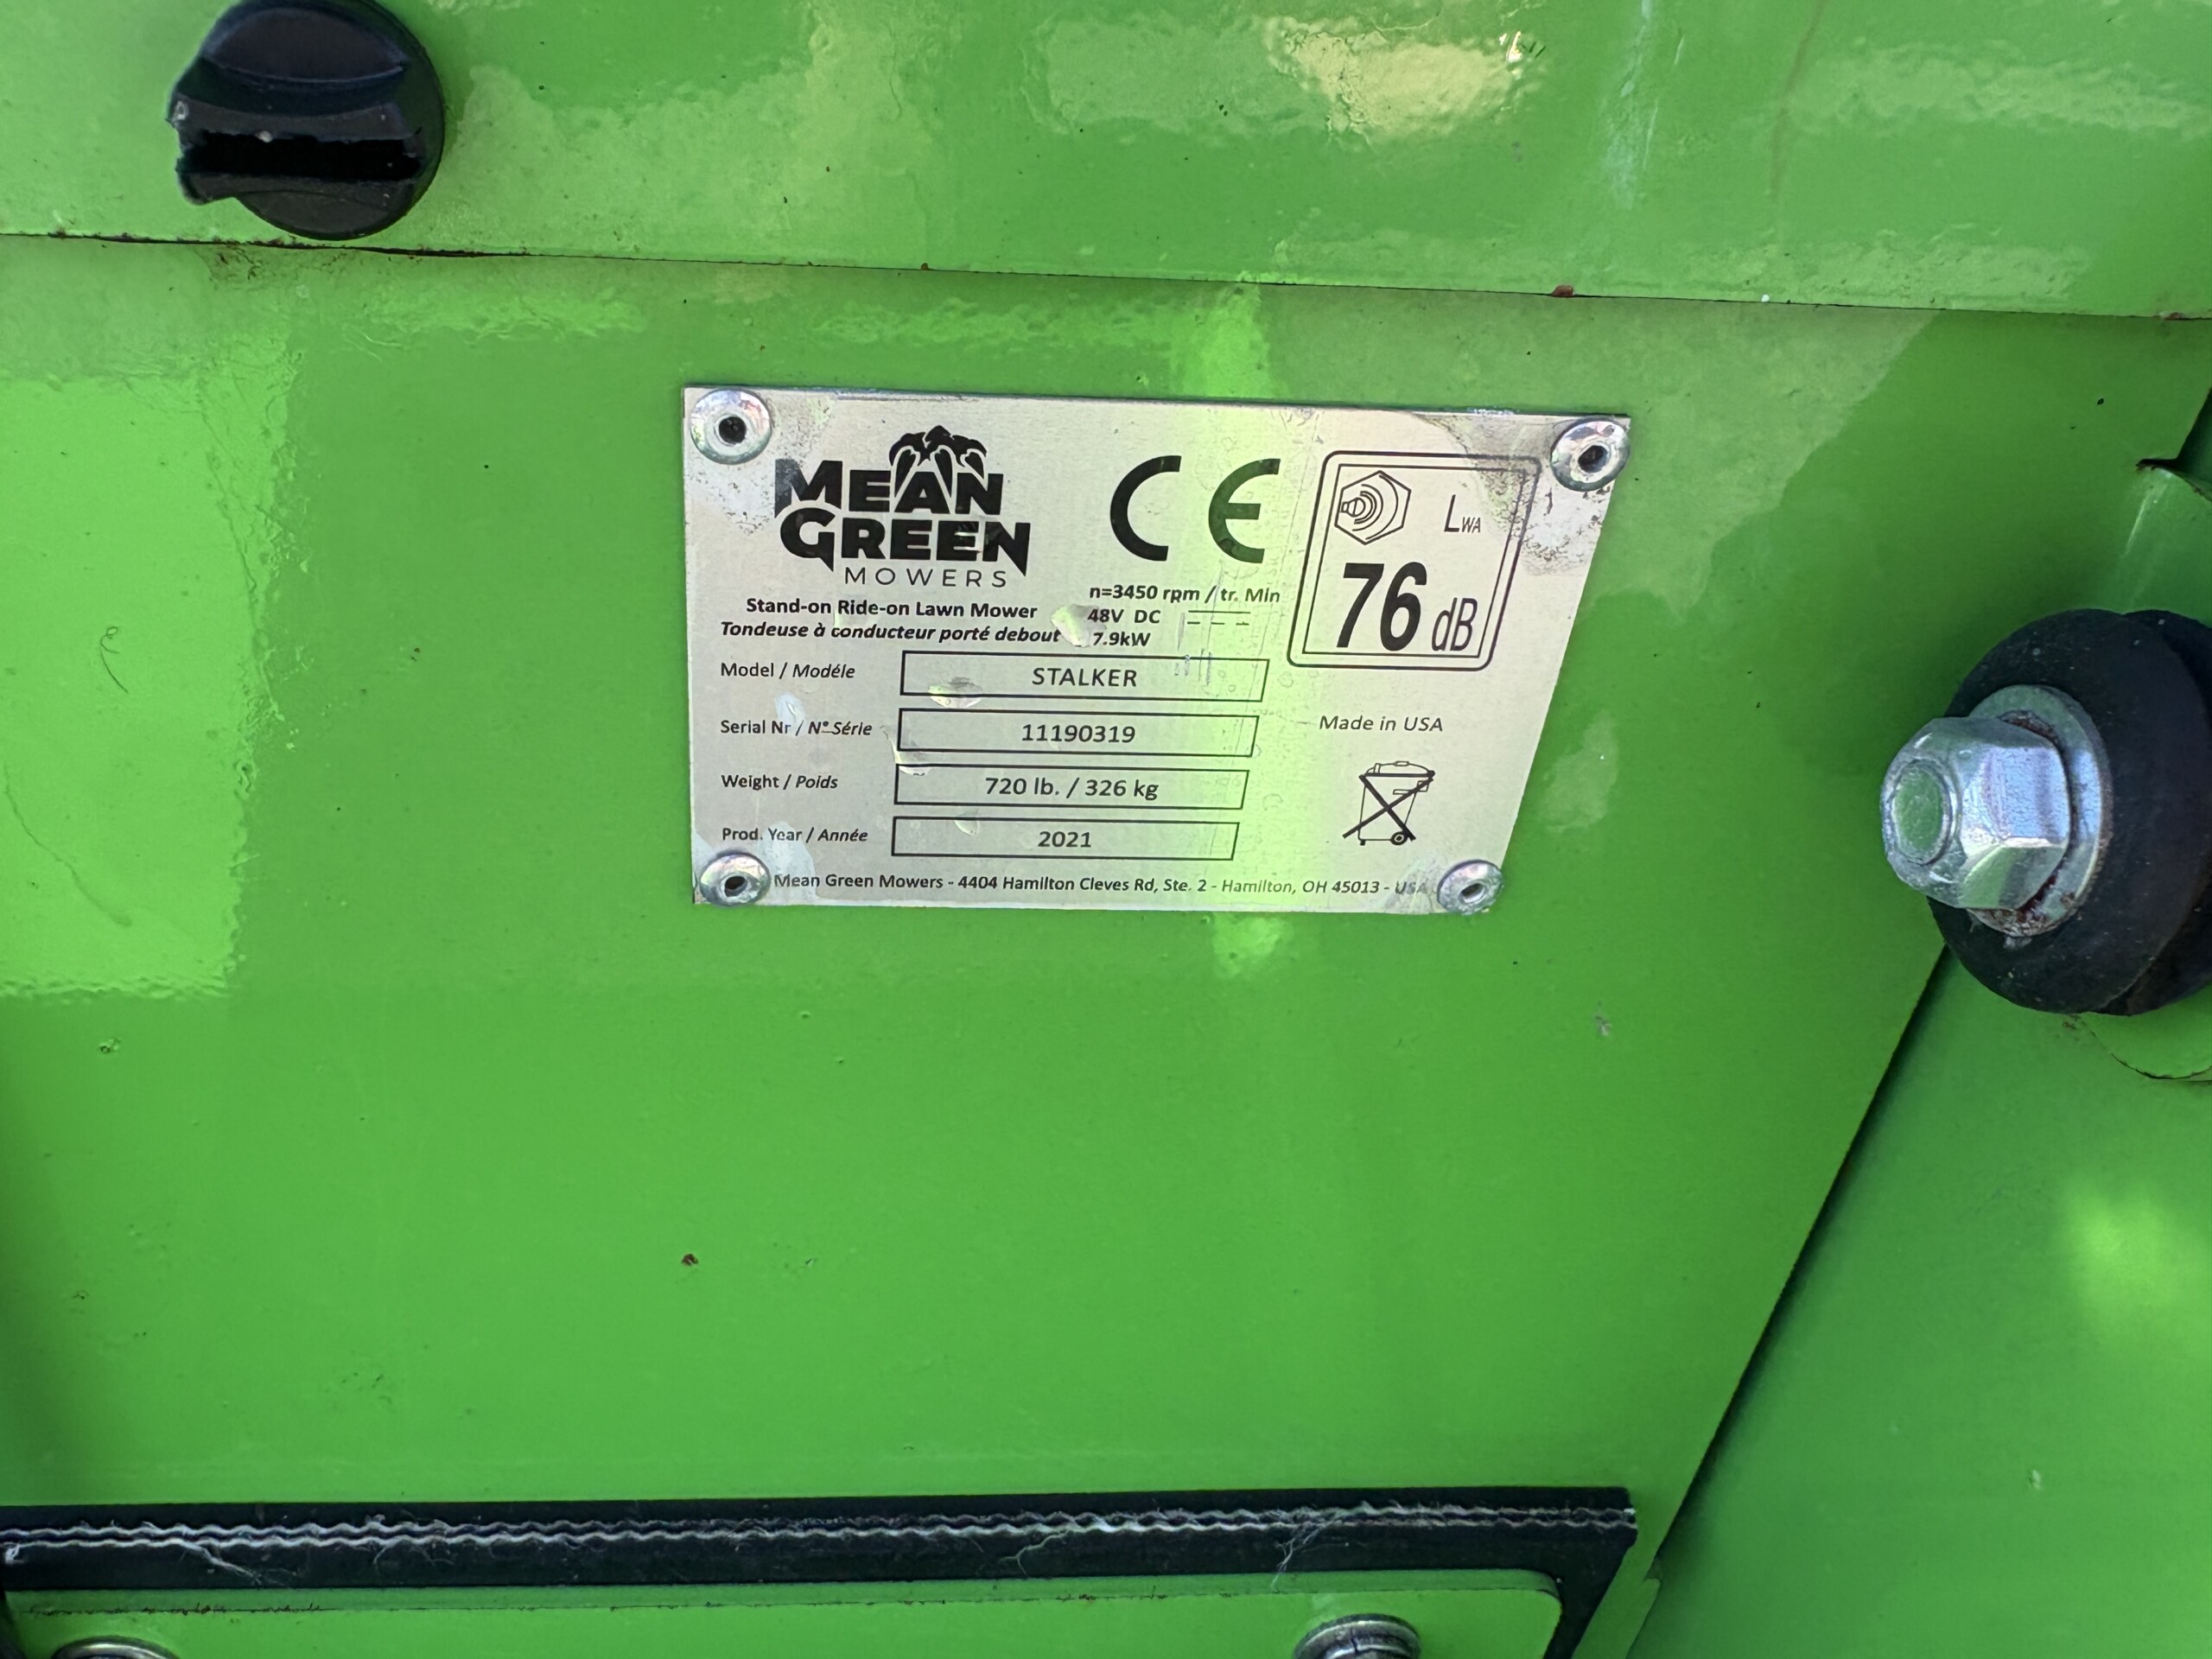 MEAN
GREEN
MOWERS
CE
LWA
76 dB
n=3450 rpm / tr. Min
Stand-on Ride-on Lawn Mower
48V DC
Tondeuse à conducteur porté debout
7.9kW
Model / Modéle
STALKER
Serial Nr / N° Série
11190319
Made in USA
Weight / Poids
720 lb. / 326 kg
Prod. Year / Année
2021
Mean Green Mowers - 4404 Hamilton Cleves Rd, Ste. 2 - Hamilton, OH 45013 - USA